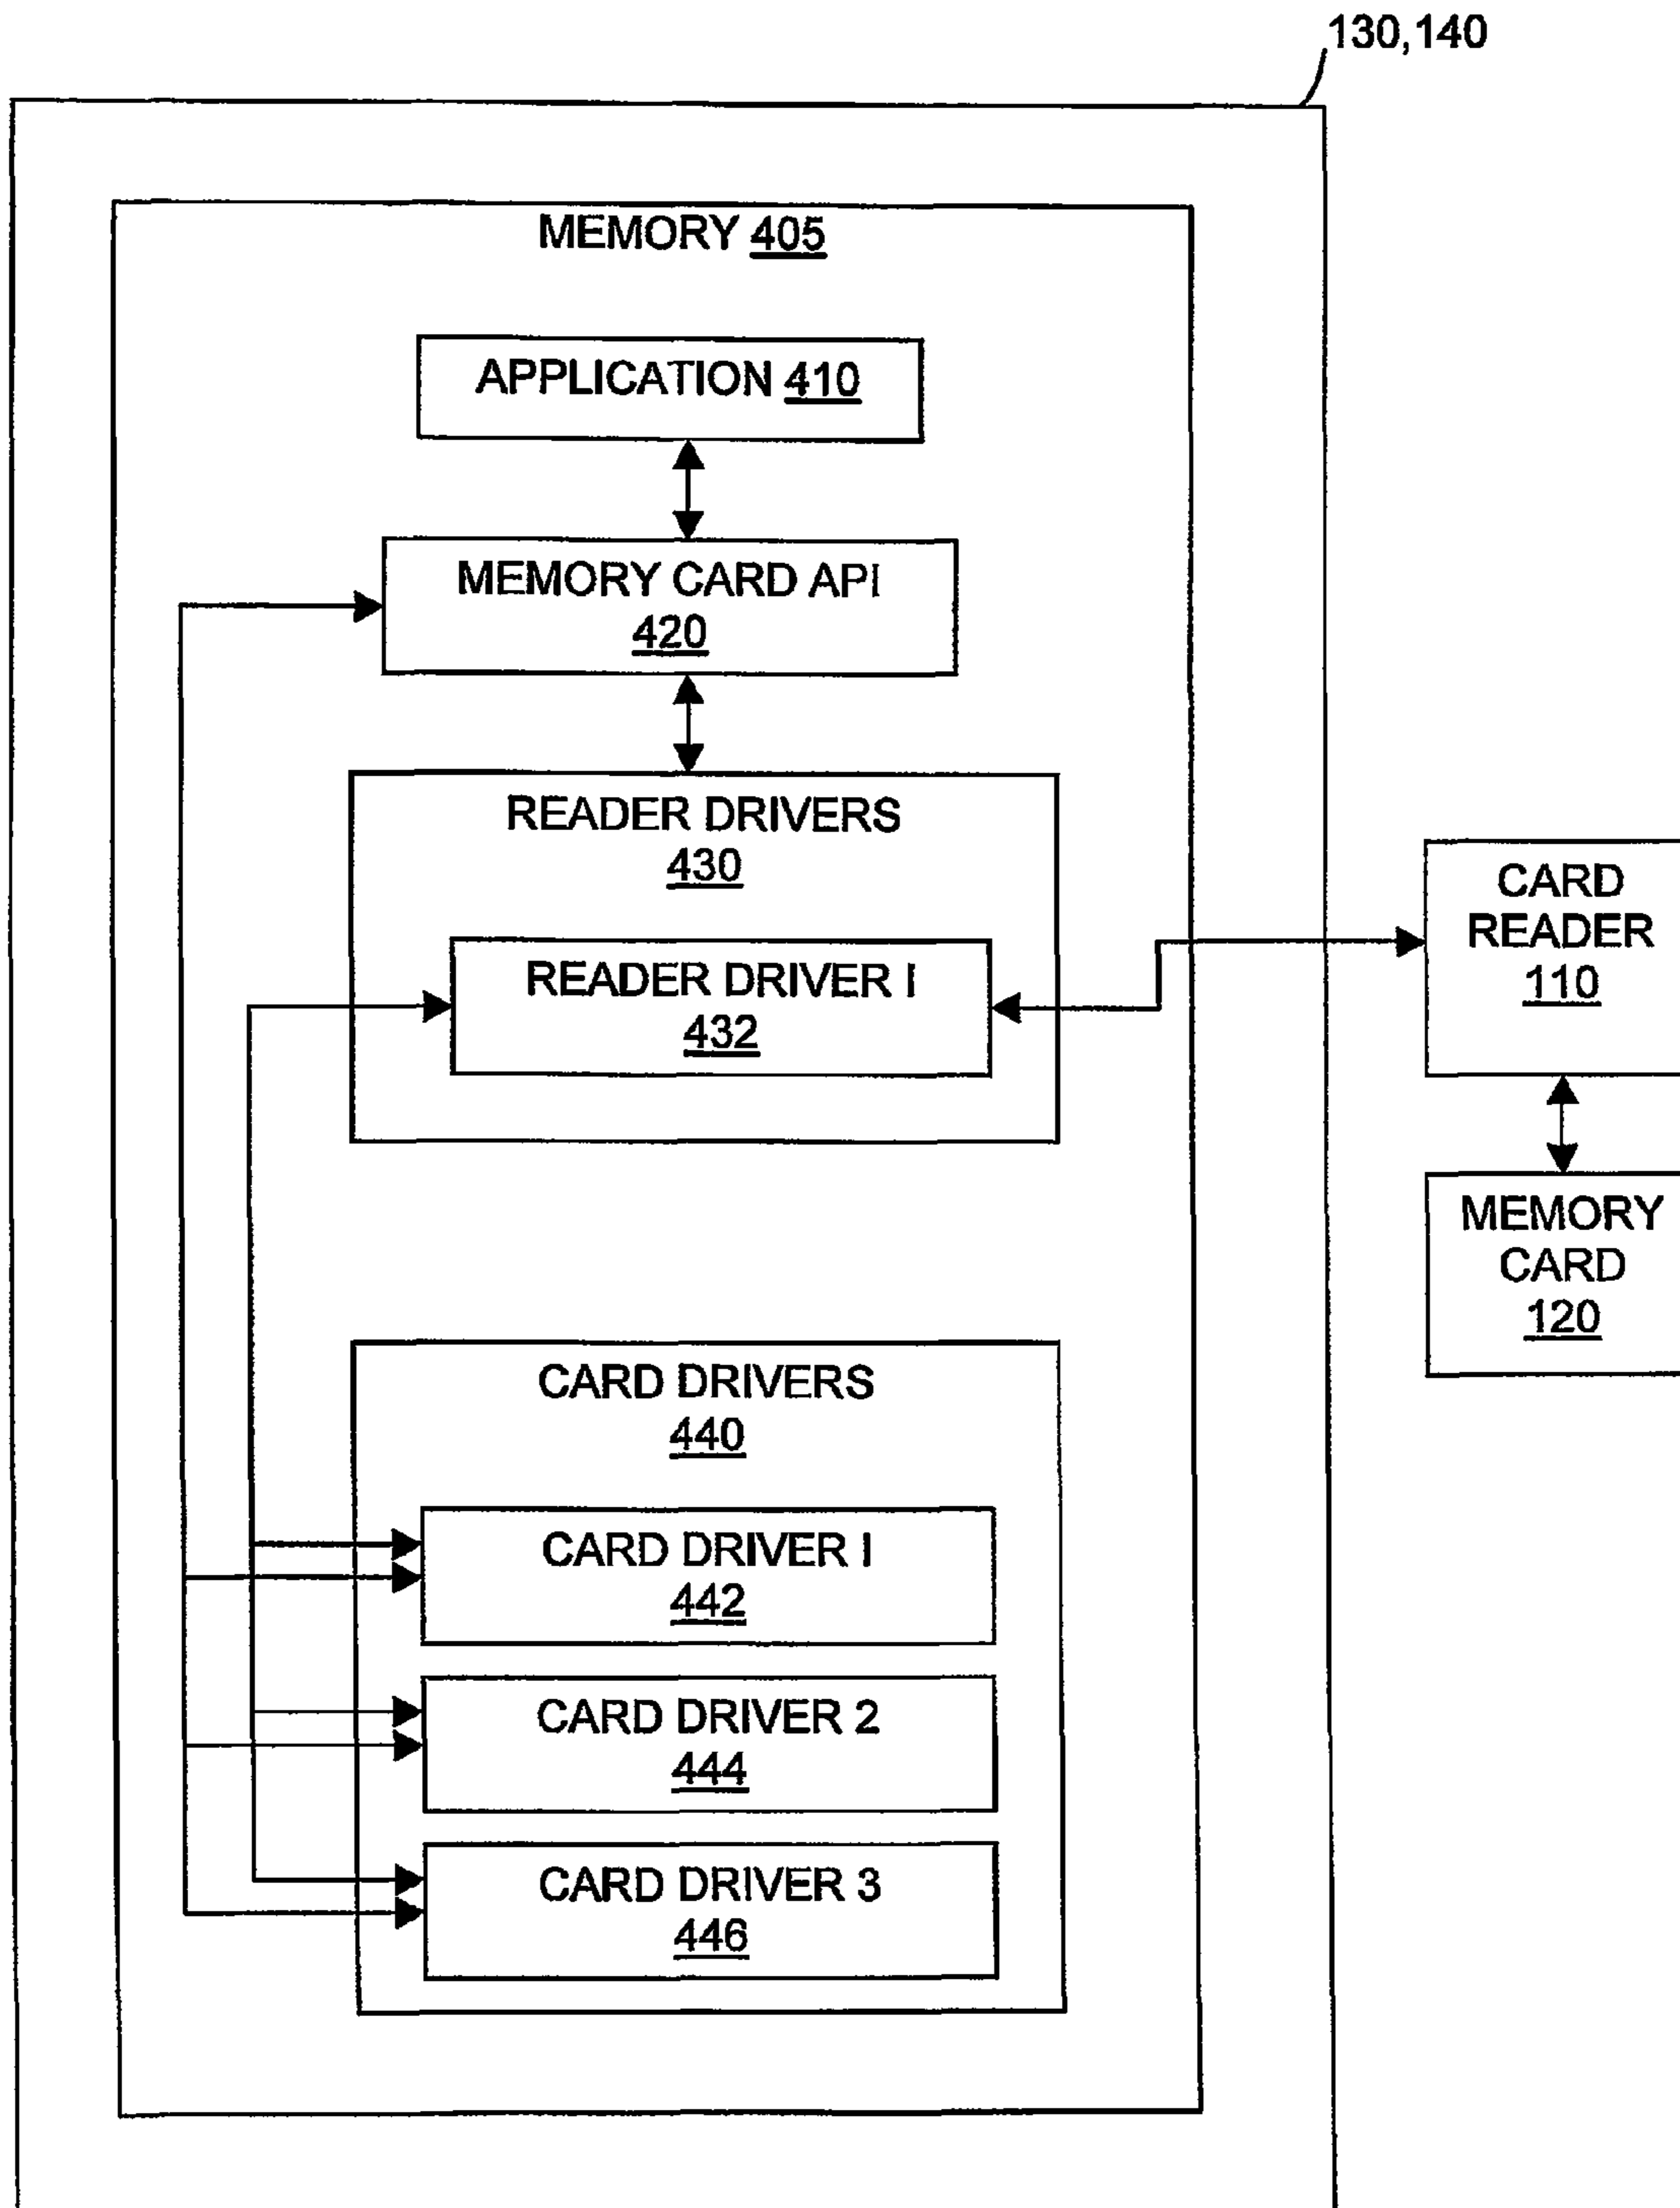 130,140
MEMORY 405
APPLICATION 410
MEMORY CARD API
420
READER DRIVERS
430
READER DRIVER I
432
CARD
READER
110
MEMORY
CARD
120
CARD DRIVERS
440
CARD DRIVER I
442
CARD DRIVER 2
444
CARD DRIVER 3
446